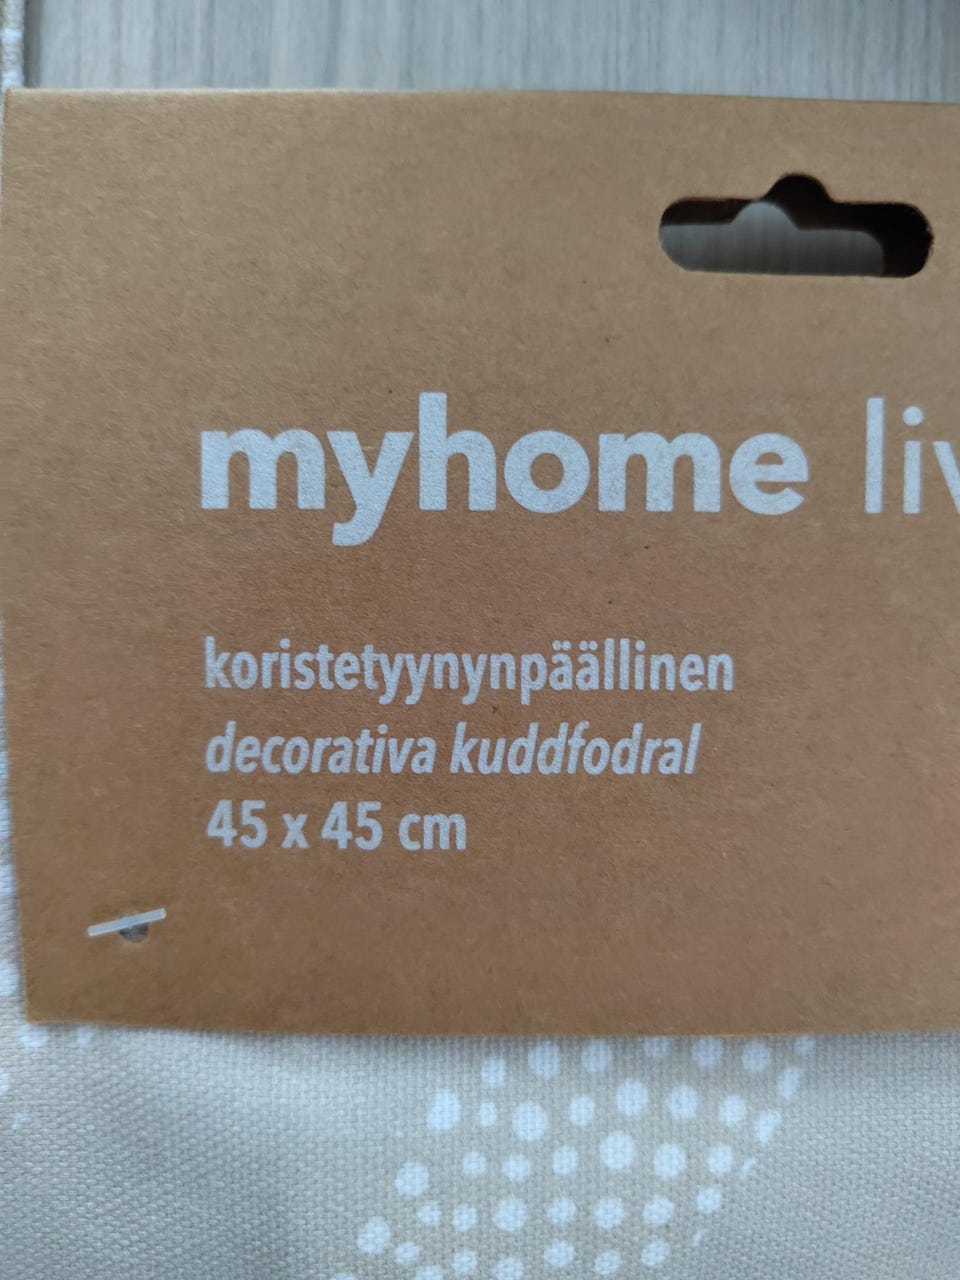 myhome liv
koristetyynynpäällinen
decorativa kuddfodral
45 x 45 cm